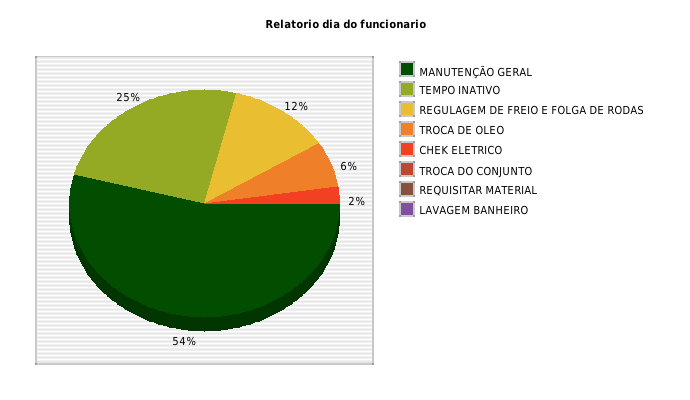 Relatorio dia do funcionario
25%
12%
6%
2%
54%
MANUTENÇÃO GERAL
TEMPO INATIVO
REGULAGEM DE FREIO E FOLGA DE RODAS
TROCA DE OLEO
CHEK ELETRICO
TROCA DO CONJUNTO
REQUISITAR MATERIAL
LAVAGEM BANHEIRO